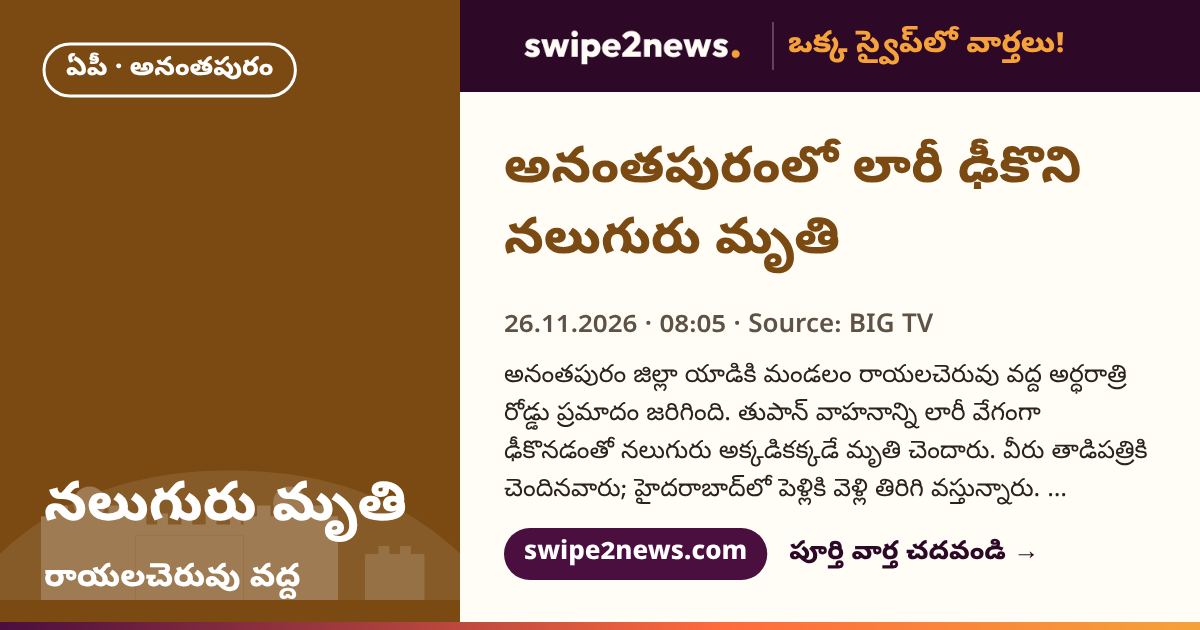 ఏపీ · అనంతపురం
నలుగురు మృతి
రాయలచెరువు వద్ద
swipe2news. ఒక్క స్వైప్‌లో వార్తలు!
అనంతపురంలో లారీ ఢీకొని
నలుగురు మృతి
26.11.2026 · 08:05 · Source: BIG TV
అనంతపురం జిల్లా యాడికి మండలం రాయలచెరువు వద్ద అర్ధరాత్రి
రోడ్డు ప్రమాదం జరిగింది. తుపాన్ వాహనాన్ని లారీ వేగంగా
ఢీకొనడంతో నలుగురు అక్కడికక్కడే మృతి చెందారు. వీరు తాడిపత్రికి
చెందినవారు; హైదరాబాద్‌లో పెళ్లికి వెళ్లి తిరిగి వస్తున్నారు. ...
swipe2news.com పూర్తి వార్త చదవండి →